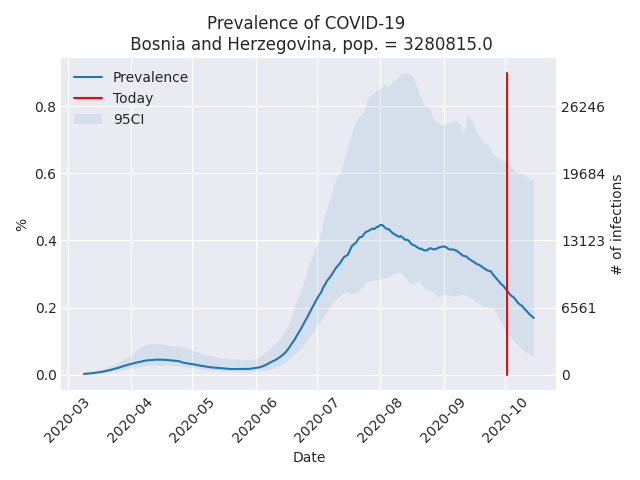 Prevalence of COVID-19
Bosnia and Herzegovina, pop. = 3280815.0
Prevalence
Today
95CI
0.8
0.6
0.4
0.2
0.0
%
26246
19684
13123
6561
0
# of infections
2020-03
2020-04
2020-05
2020-06
2020-07
2020-08
2020-09
2020-10
Date